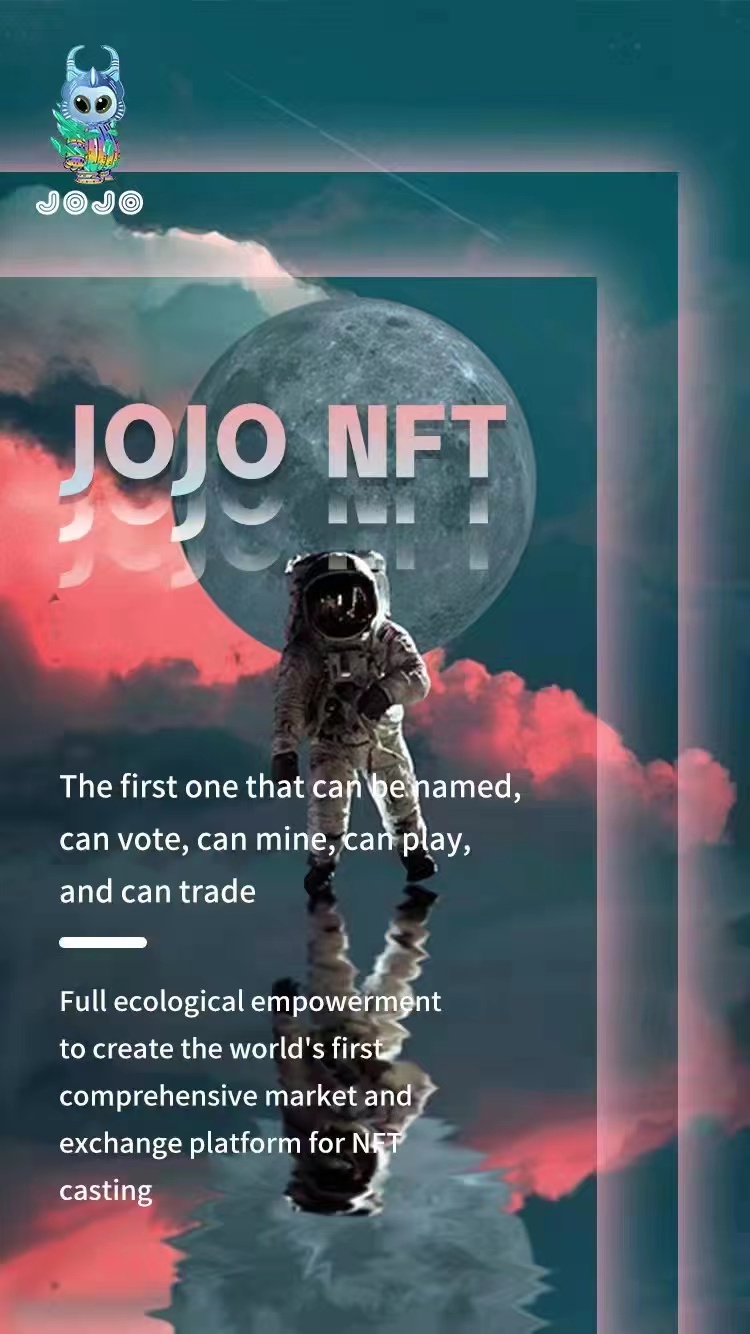 JOJO
JOJO NFT
The first one that can be named,
can vote, can mine, can play,
and can trade
Full ecological empowerment
to create the world's first
comprehensive market and
exchange platform for NFT
casting